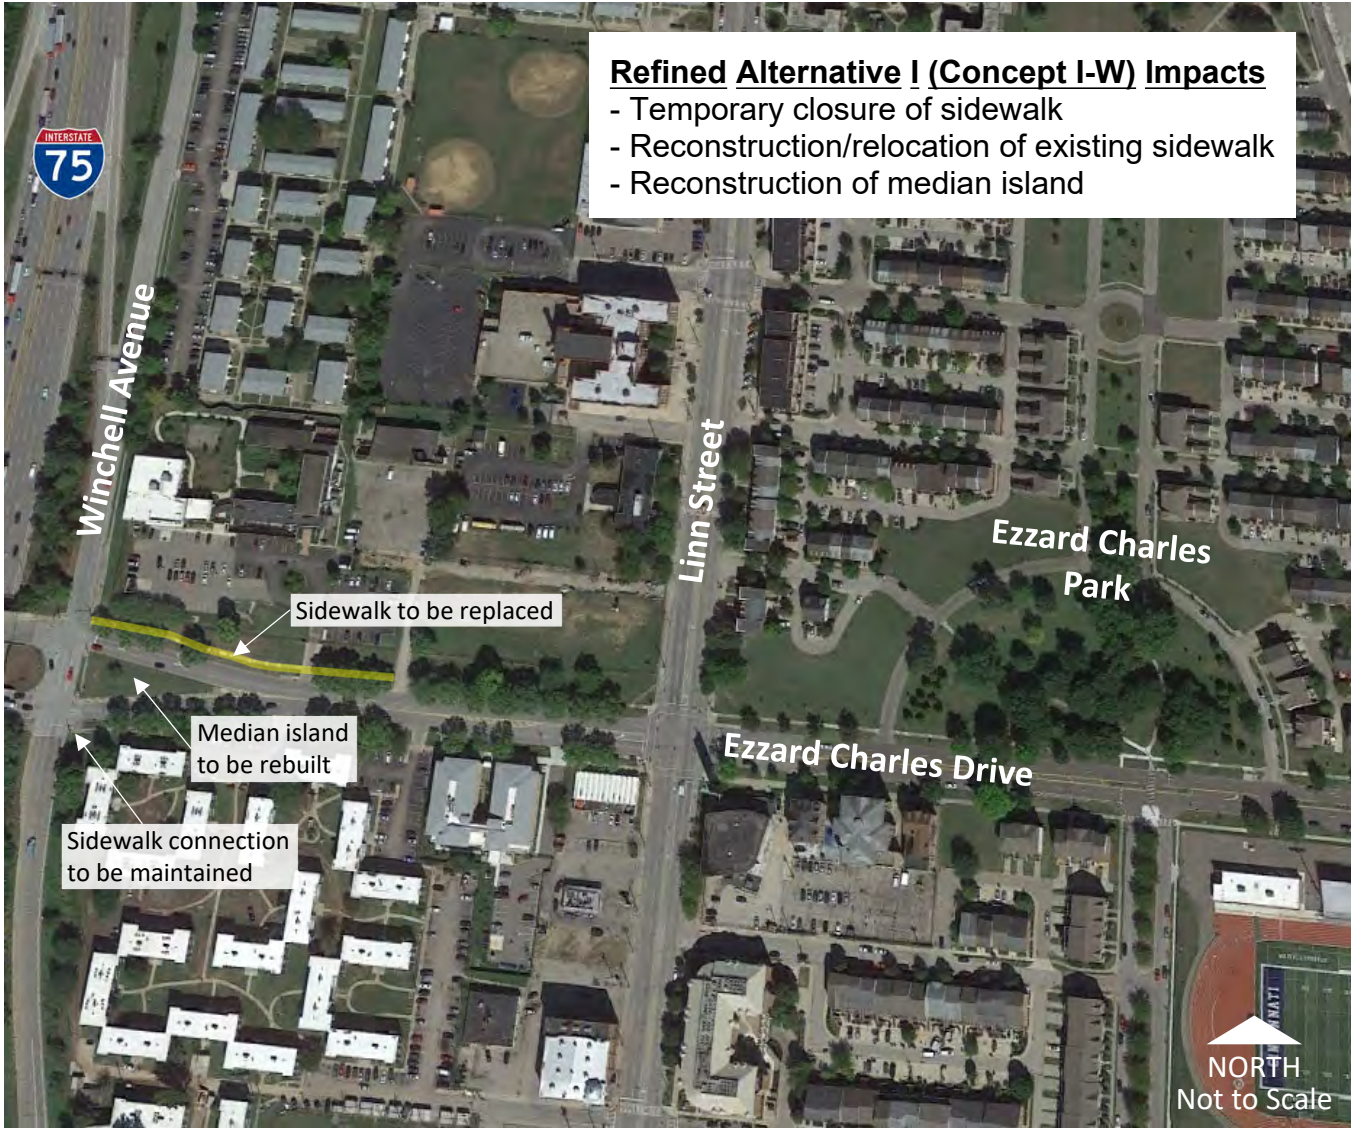 Refined Alternative I (Concept I-W) Impacts
- Temporary closure of sidewalk
- Reconstruction/relocation of existing sidewalk
- Reconstruction of median island
INTERSTATE
75
Winchell Avenue
Linn Street
Ezzard Charles
Park
Sidewalk to be replaced
Median island
to be rebuilt
Ezzard Charles Drive
Sidewalk connection
to be maintained
NNATI
NORTH
Not to Scale